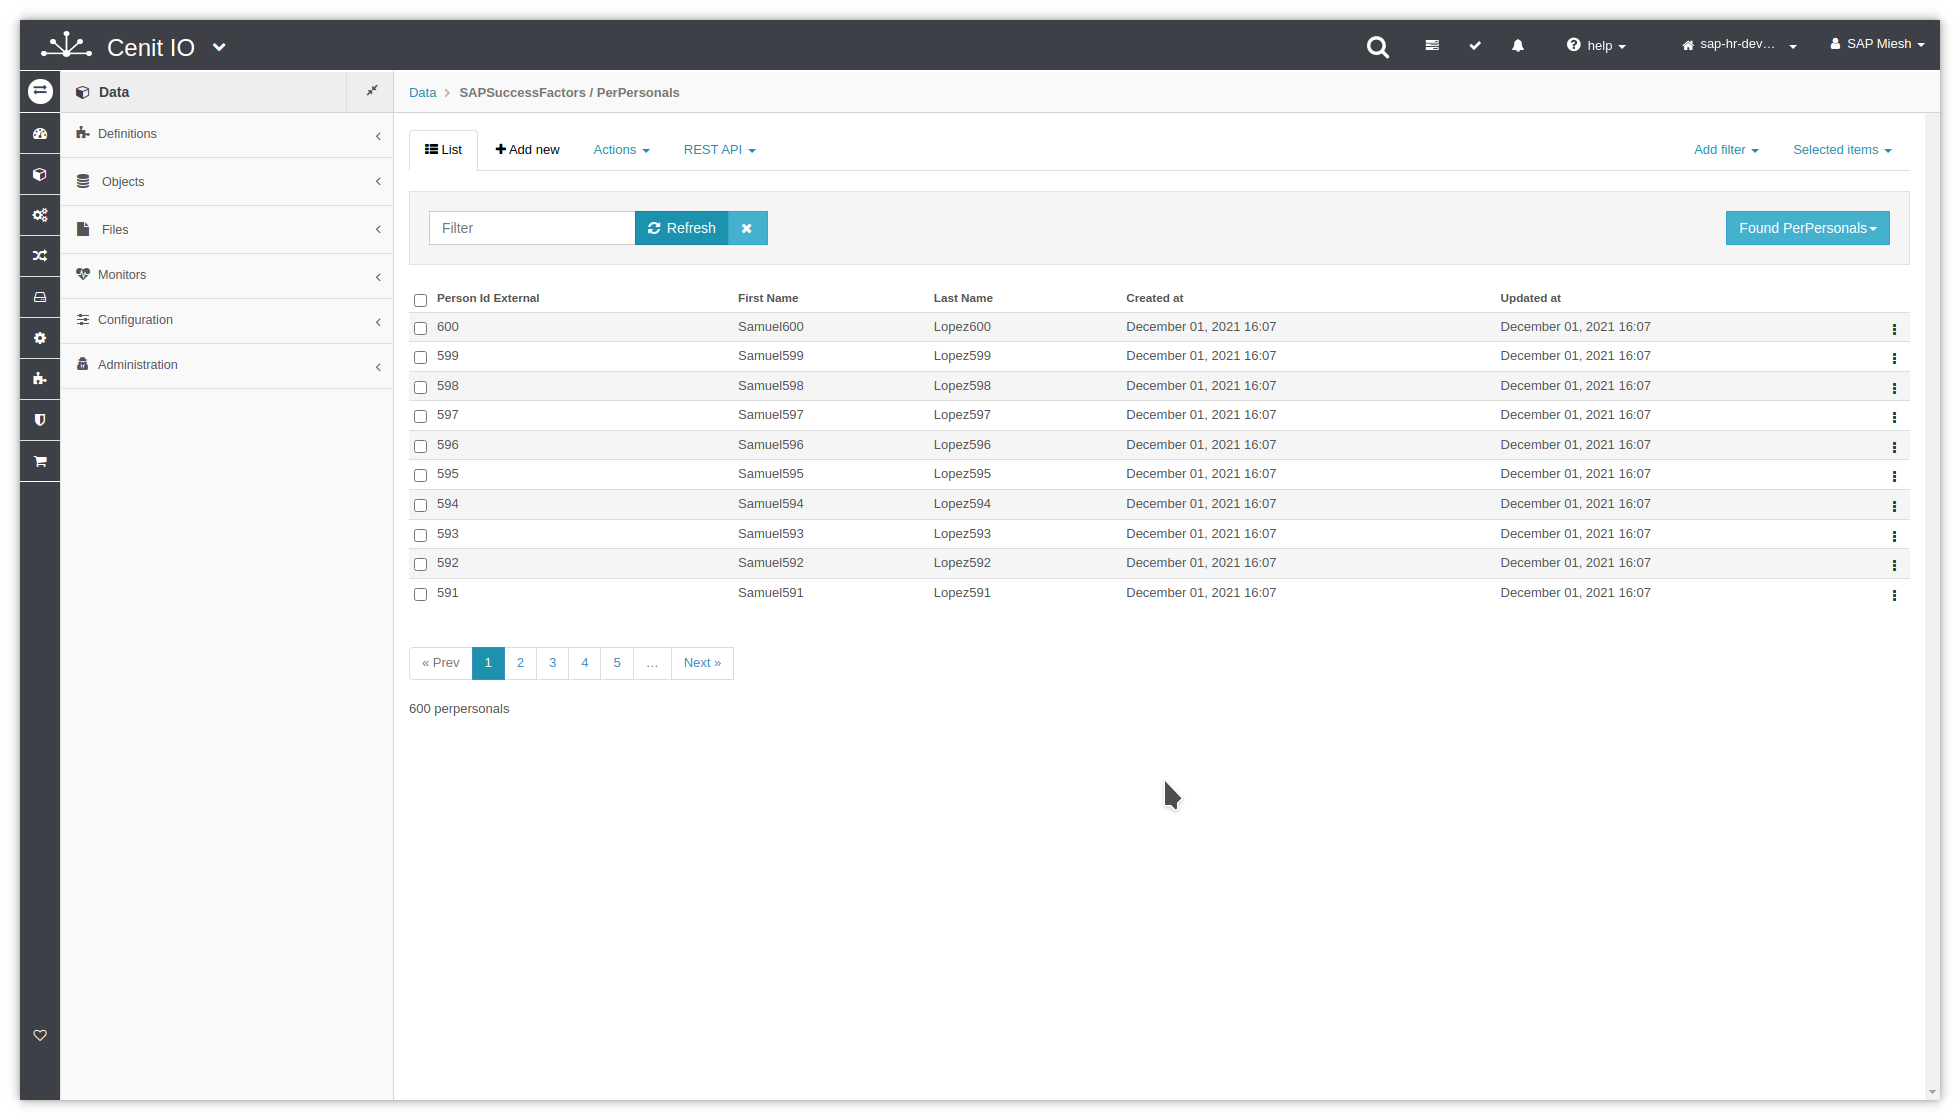 Cenit IO
help
sap-hr-dev...
SAP Miesh
Data
Data SAPSuccessFactors / PerPersonals
Definitions
Objects
Files
Monitors
Configuration
Administration
List
Add new
Actions
REST API
Add filter
Selected items
Filter
Refresh
Found PerPersonals
Person Id External First Name Last Name Created at Updated at
600 Samuel600 Lopez600 December 01, 2021 16:07 December 01, 2021 16:07
599 Samuel599 Lopez599 December 01, 2021 16:07 December 01, 2021 16:07
598 Samuel598 Lopez598 December 01, 2021 16:07 December 01, 2021 16:07
597 Samuel597 Lopez597 December 01, 2021 16:07 December 01, 2021 16:07
596 Samuel596 Lopez596 December 01, 2021 16:07 December 01, 2021 16:07
595 Samuel595 Lopez595 December 01, 2021 16:07 December 01, 2021 16:07
594 Samuel594 Lopez594 December 01, 2021 16:07 December 01, 2021 16:07
593 Samuel593 Lopez593 December 01, 2021 16:07 December 01, 2021 16:07
592 Samuel592 Lopez592 December 01, 2021 16:07 December 01, 2021 16:07
591 Samuel591 Lopez591 December 01, 2021 16:07 December 01, 2021 16:07
« Prev 1 2 3 4 5 ... Next »
600 perpersonals